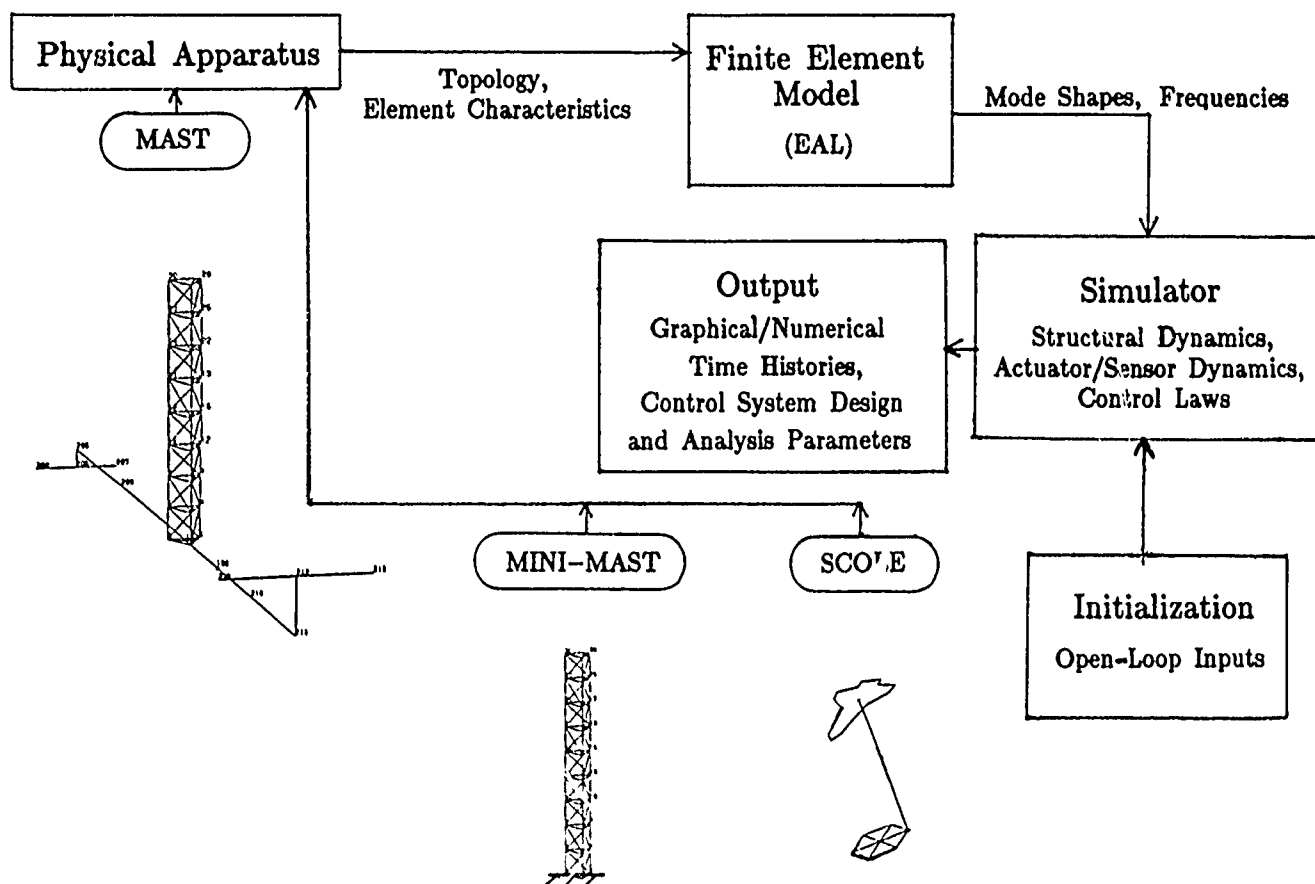 Physical Apparatus
Topology,
Element Characteristics
Finite Element
Model
(EAL)
Mode Shapes, Frequencies
MAST
Output
Graphical/Numerical
Time Histories,
Control System Design
and Analysis Parameters
Simulator
Structural Dynamics,
Actuator/Sensor Dynamics,
Control Laws
MINI-MAST
SCOLE
Initialization
Open-Loop Inputs